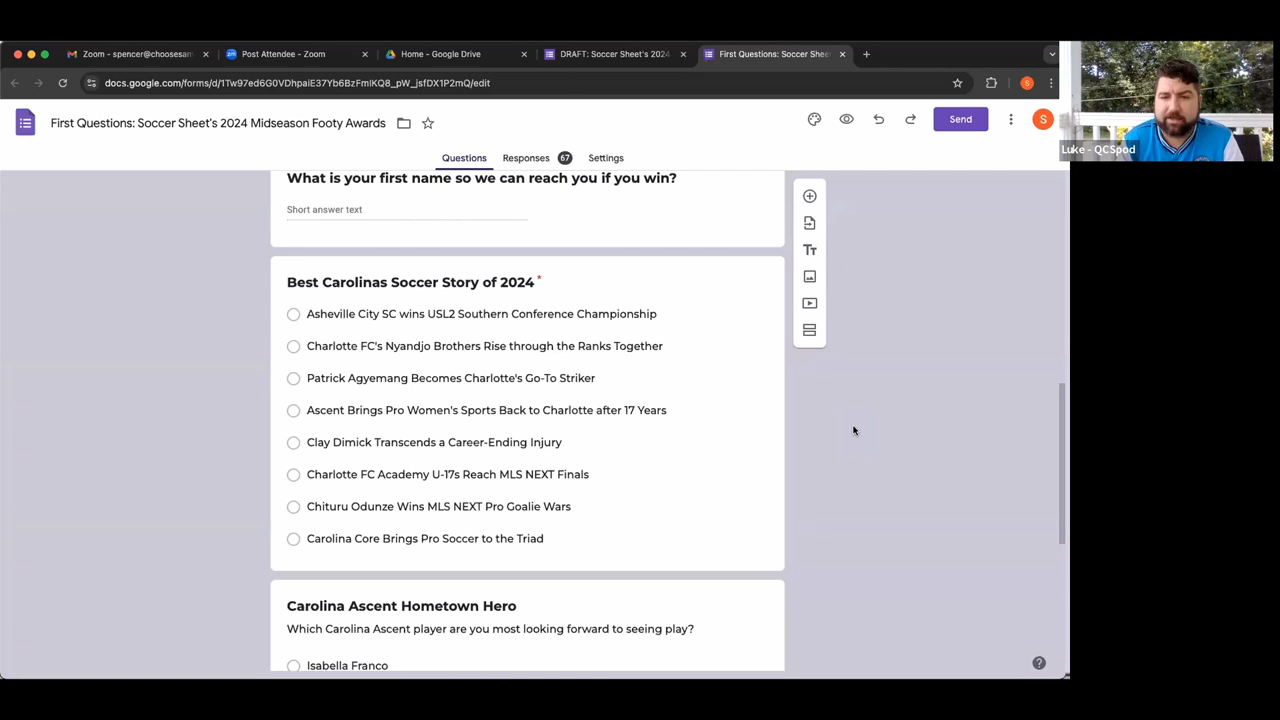 Zoom - spencer@choosesam
Post Attendee - Zoom
Home - Google Drive
DRAFT: Soccer Sheet's 2024
First Questions: Soccer Shee
docs.google.com/forms/d/1Tw97ed6G0VDhpaiE37Yb6BzFmIKQ8_pW_jsfDX1P2mQ/edit
S
First Questions: Soccer Sheet's 2024 Midseason Footy Awards
Send
S
Luke - QCSpod
Questions
Responses 67
Settings
What is your first name so we can reach you if you win?
Short answer text
Tт
Best Carolinas Soccer Story of 2024 *
Asheville City SC wins USL2 Southern Conference Championship
Charlotte FC's Nyandjo Brothers Rise through the Ranks Together
Patrick Agyemang Becomes Charlotte's Go-To Striker
Ascent Brings Pro Women's Sports Back to Charlotte after 17 Years
Clay Dimick Transcends a Career-Ending Injury
Charlotte FC Academy U-17s Reach MLS NEXT Finals
Chituru Odunze Wins MLS NEXT Pro Goalie Wars
Carolina Core Brings Pro Soccer to the Triad
Carolina Ascent Hometown Hero
Which Carolina Ascent player are you most looking forward to seeing play?
Isabella Franco